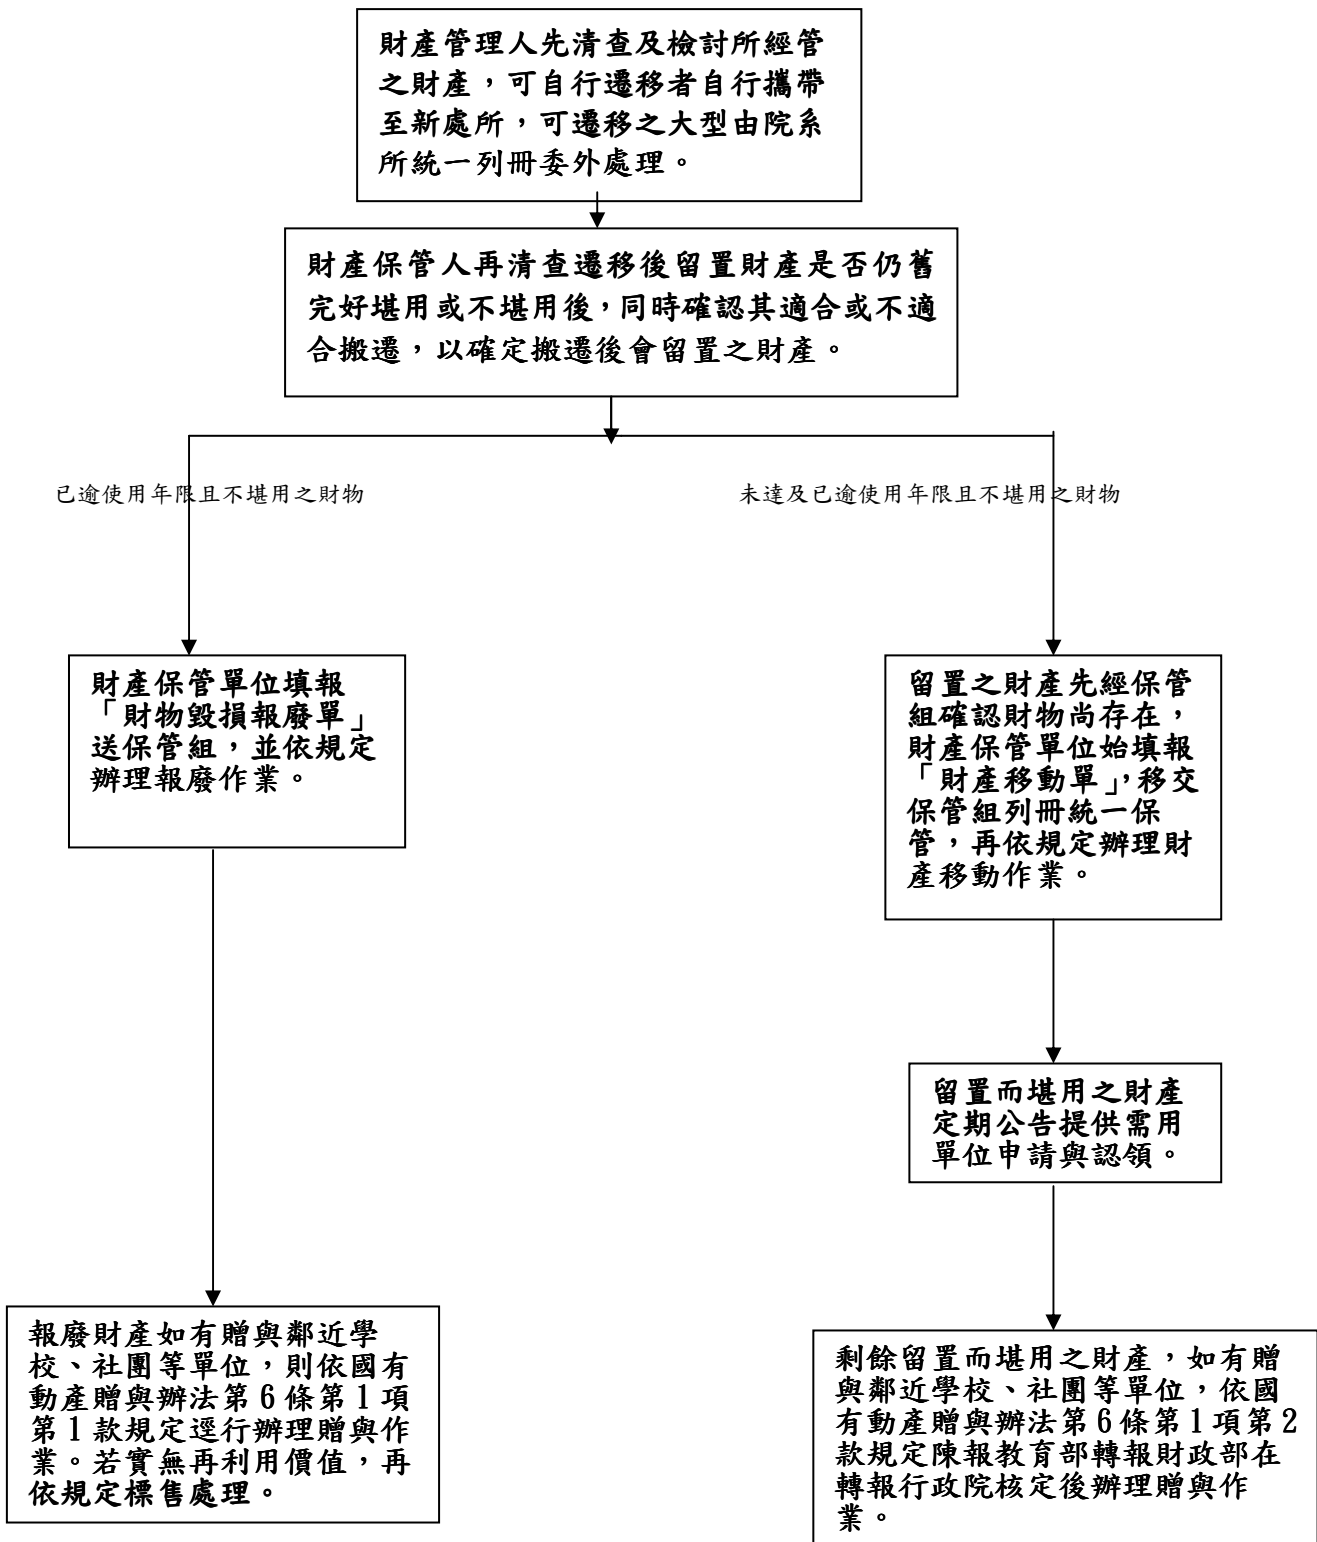 財產管理人先清查及檢討所經管
之財產，可自行遷移者自行攜帶
至新處所，可遷移之大型由院系
所統一列冊委外處理。
財產保管人再清查遷移後留置財產是否仍舊
完好堪用或不堪用後，同時確認其適合或不適
合搬遷，以確定搬遷後會留置之財產。
已逾使用年限且不堪用之財物
未達及已逾使用年限且不堪用之財物
財產保管單位填報
「財物毀損報廢單」
送保管組，並依規定
辦理報廢作業。
留置之財產先經保管
組確認財物尚存在，
財產保管單位始填報
「財產移動單」，移交
保管組列冊統一保
管，再依規定辦理財
產移動作業。
留置而堪用之財產
定期公告提供需用
單位申請與認領。
報廢財產如有贈與鄰近學
校、社團等單位，則依國有
動產贈與辦法第6條第1項
第1款規定逕行辦理贈與作
業。若實無再利用價值，再
依規定標售處理。
剩餘留置而堪用之財產，如有贈
與鄰近學校、社團等單位，依國
有動產贈與辦法第6條第1項第2
款規定陳報教育部轉報財政部在
轉報行政院核定後辦理贈與作
業。